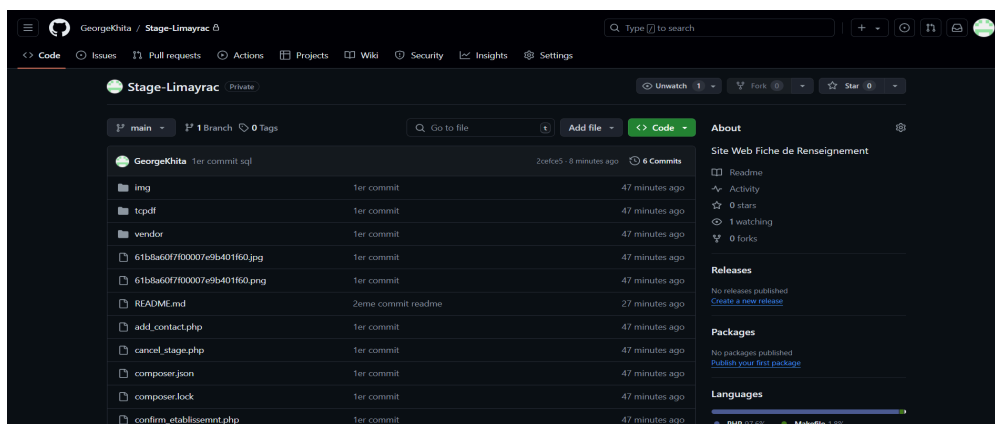 GeorgeKhita / Stage-Limayrac
Type / to search
Code Issues Pull requests Actions Projects Wiki Security Insights Settings
Stage-Limayrac Private
Unwatch 1 Fork 0 Star 0
main 1 Branch 0 Tags
Go to file t Add file Code
GeorgeKhita 1er commit sql 2cefce5 · 8 minutes ago 6 Commits
img 1er commit 47 minutes ago
tcpdf 1er commit 47 minutes ago
vendor 1er commit 47 minutes ago
61b8a60f7f00007e9b401f60.jpg 1er commit 47 minutes ago
61b8a60f7f00007e9b401f60.png 1er commit 47 minutes ago
README.md 2eme commit readme 27 minutes ago
add_contact.php 1er commit 47 minutes ago
cancel_stage.php 1er commit 47 minutes ago
composer.json 1er commit 47 minutes ago
composer.lock 1er commit 47 minutes ago
confirm_etablissemnt.php 1er commit 47 minutes ago
About
Site Web Fiche de Renseignement
Readme
Activity
0 stars
1 watching
0 forks
Releases
No releases published
Create a new release
Packages
No packages published
Publish your first package
Languages
PHP 97.6% Makefile 1.8%